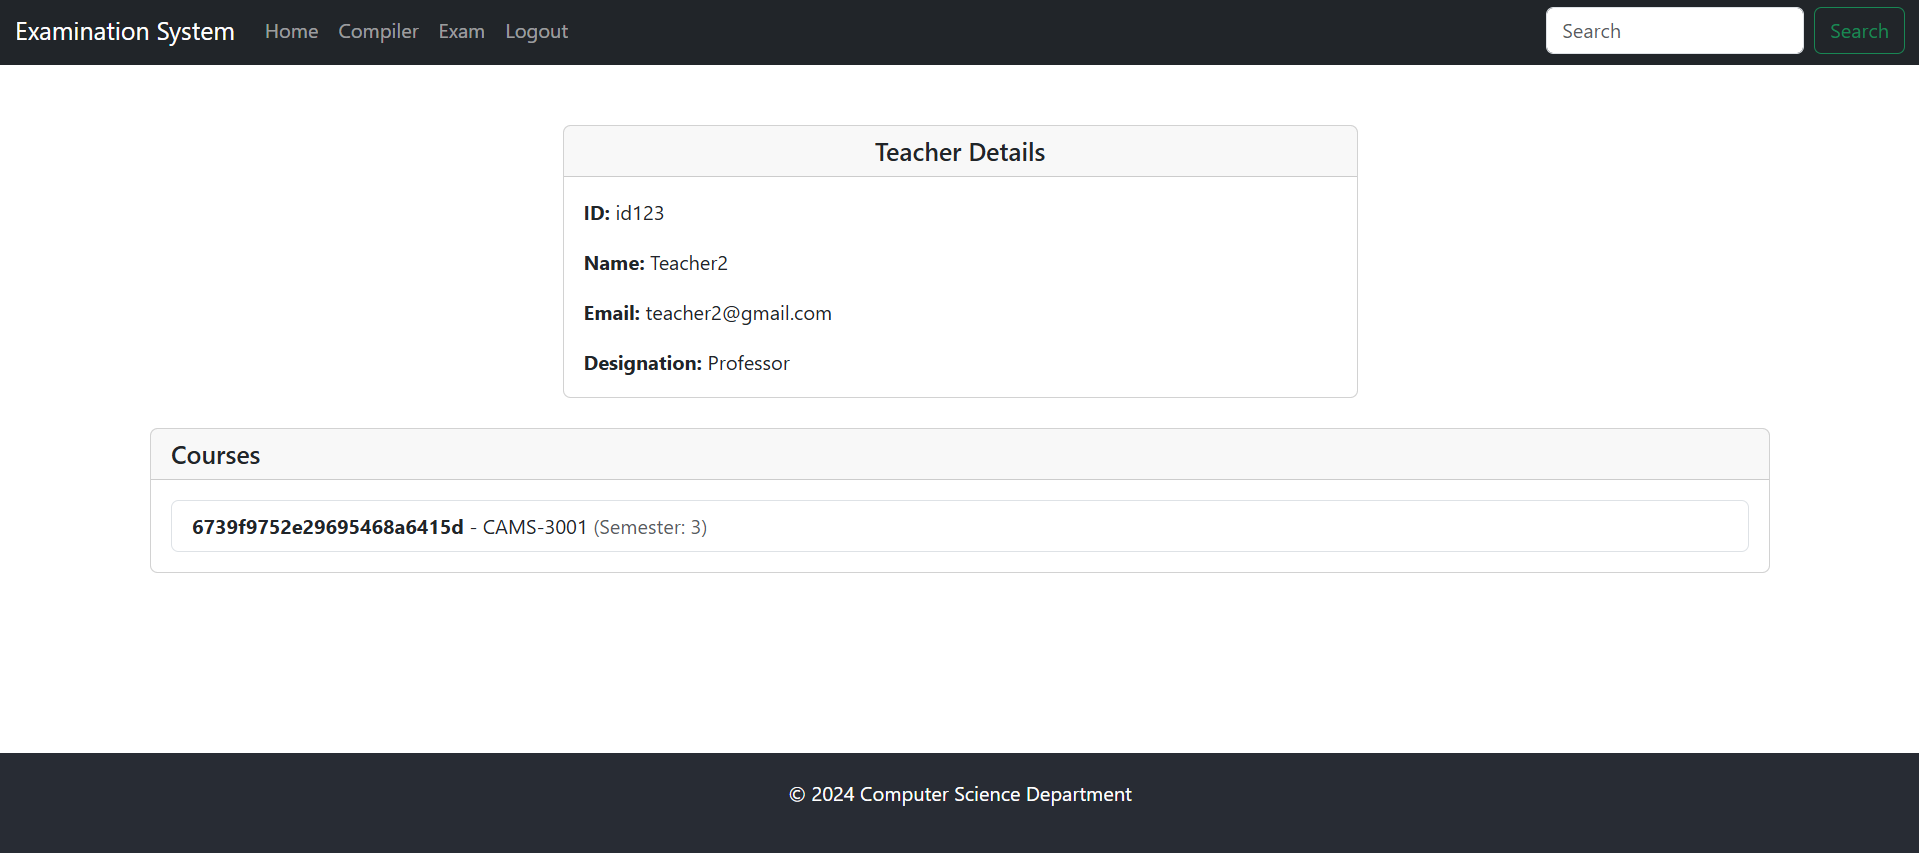 Examination System Home Compiler Exam Logout Search Search
Teacher Details
ID: id123
Name: Teacher2
Email: teacher2@gmail.com
Designation: Professor
Courses
6739f9752e29695468a6415d - CAMS-3001 (Semester: 3)
© 2024 Computer Science Department